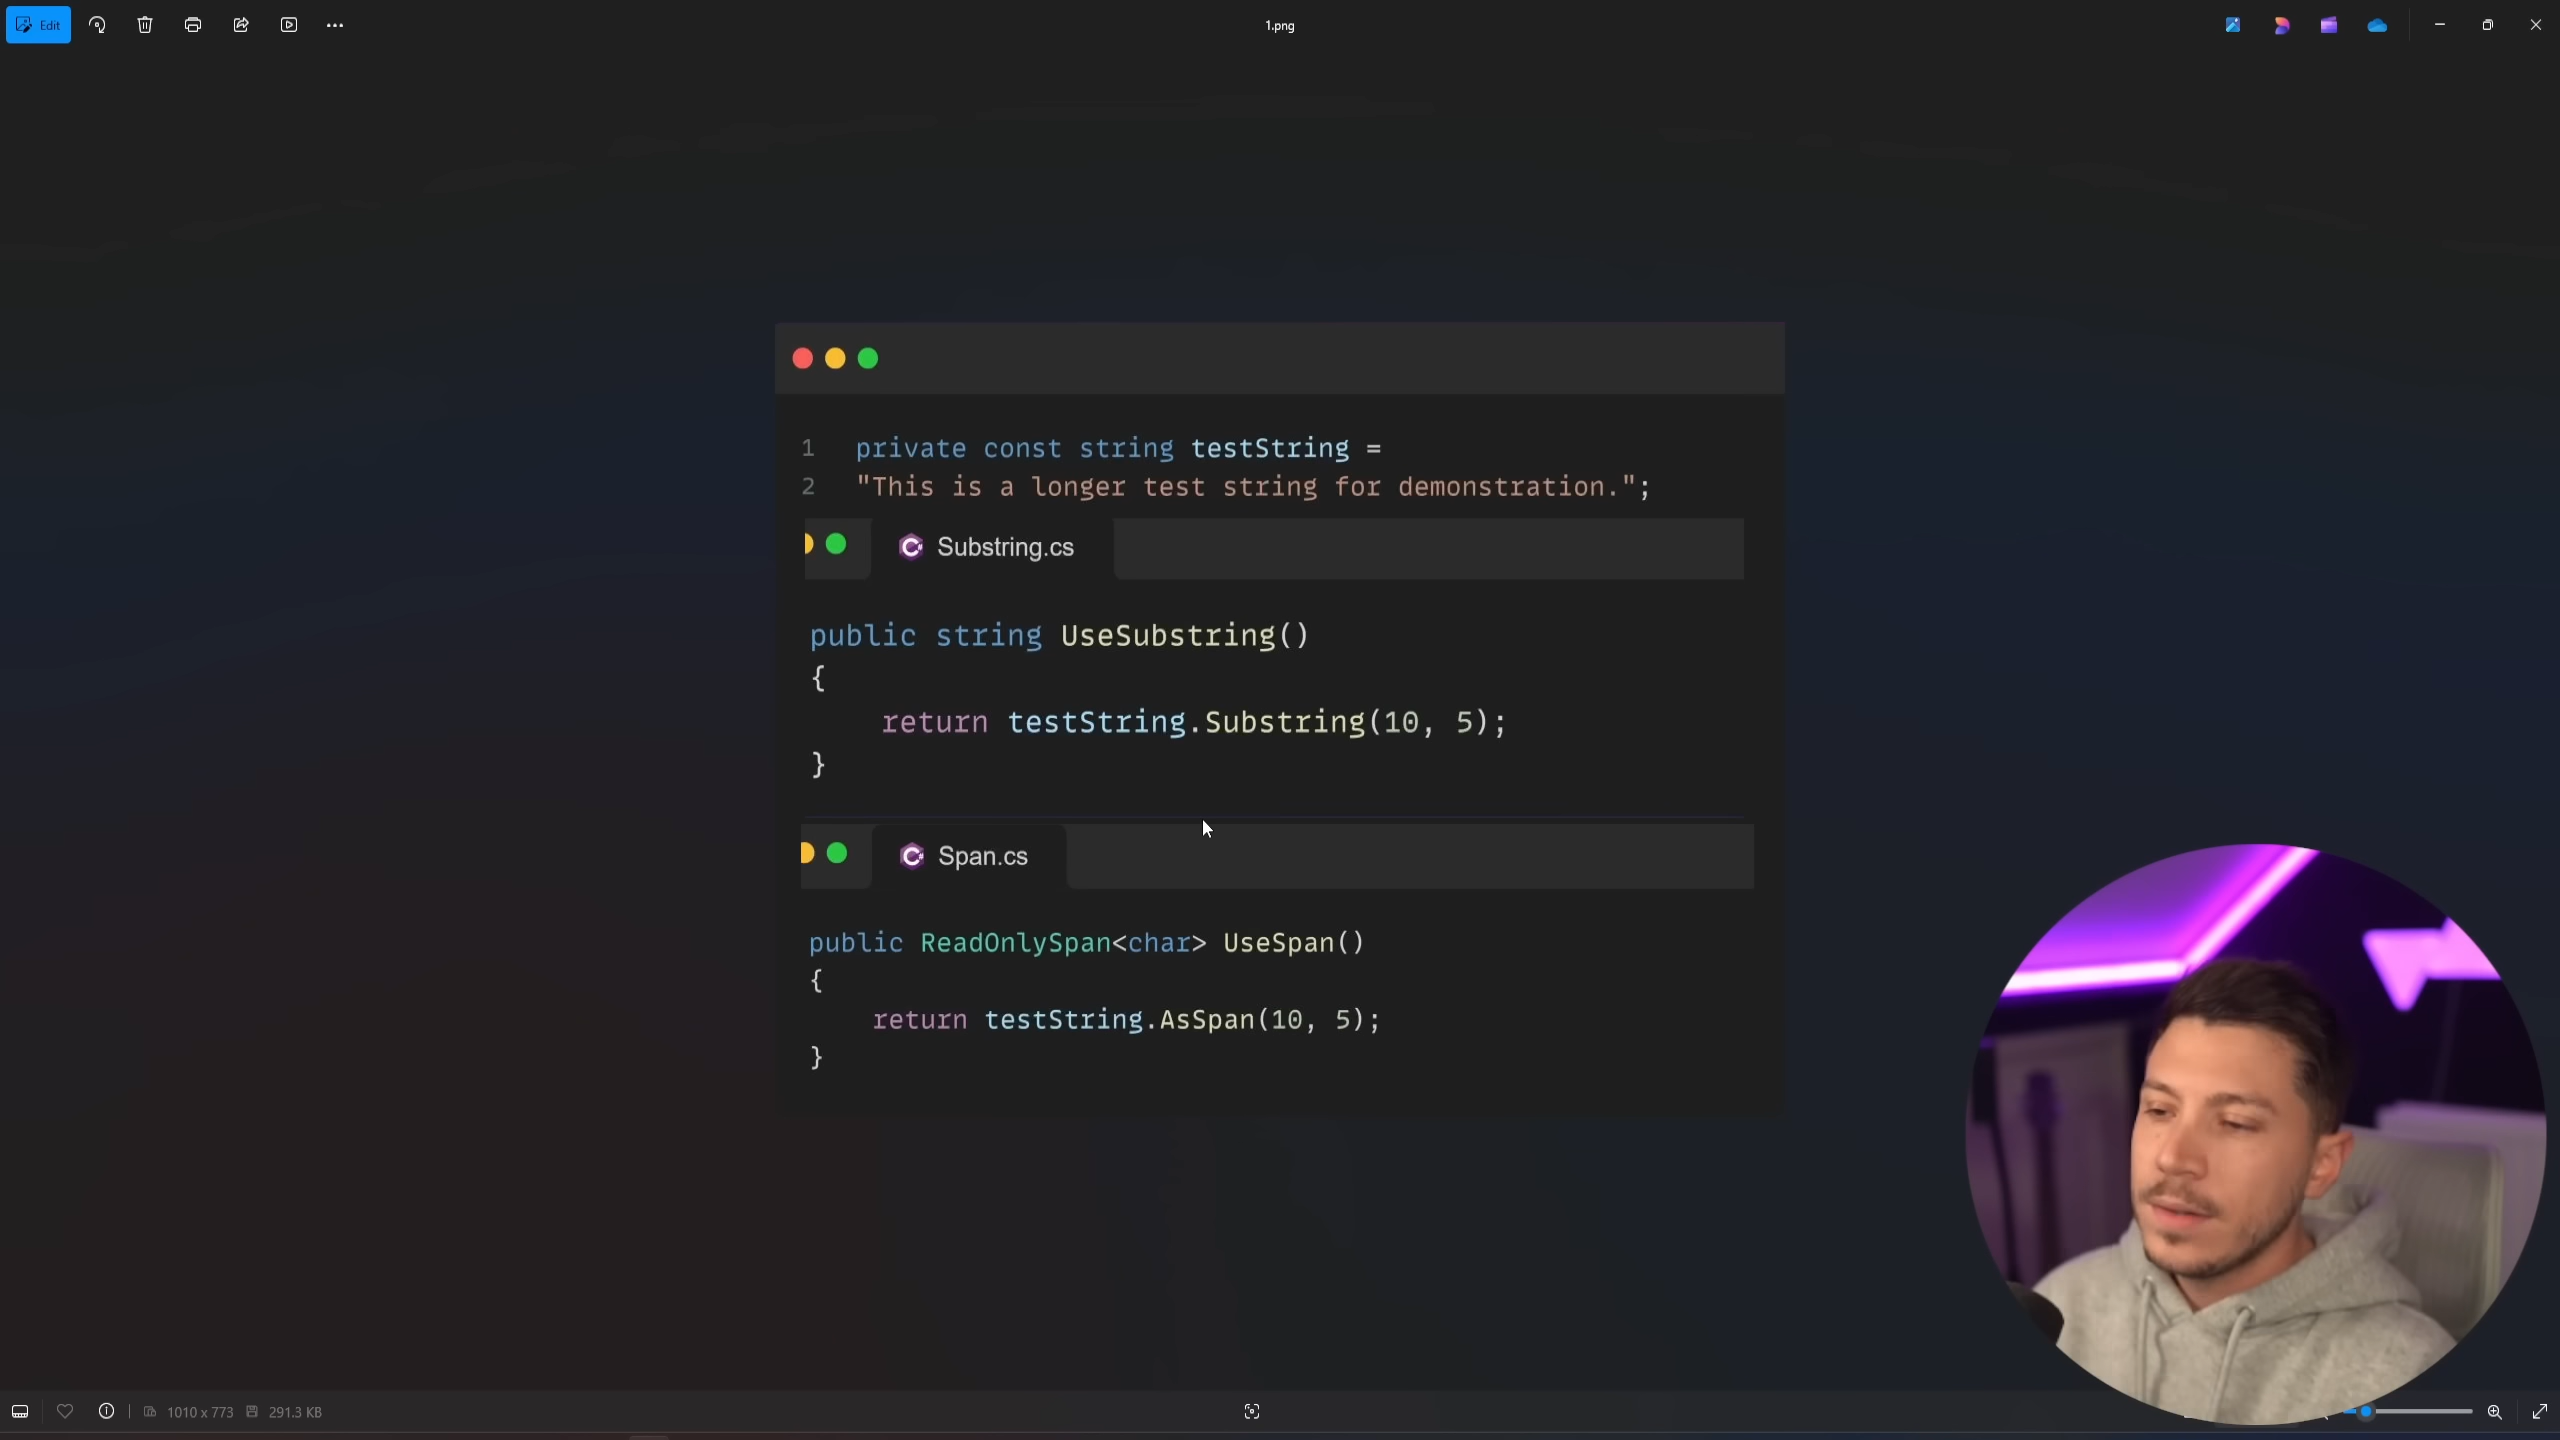 Edit
1.png
1 private const string testString =
2 "This is a longer test string for demonstration.";
Substring.cs
public string UseSubstring()
{
    return testString.Substring(10, 5);
}
Span.cs
public ReadOnlySpan<char> UseSpan()
{
    return testString.AsSpan(10, 5);
}
1010 x 773 291.3 KB